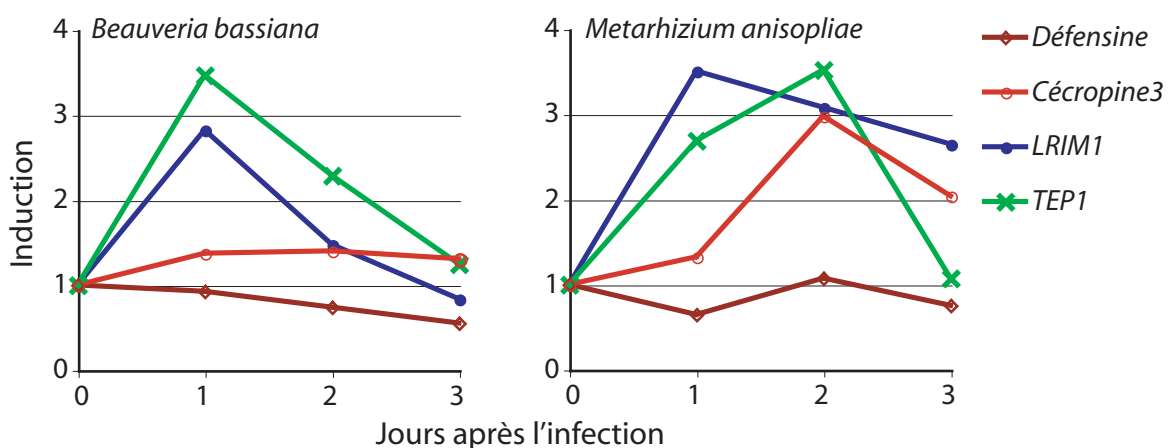 Beauveria bassiana
Metarhizium anisopliae
Défensine
Cécropine3
LRIM1
TEP1
Induction
4
3
2
1
0
0 1 2 3
4
3
2
1
0
0 1 2 3
Jours après l'infection